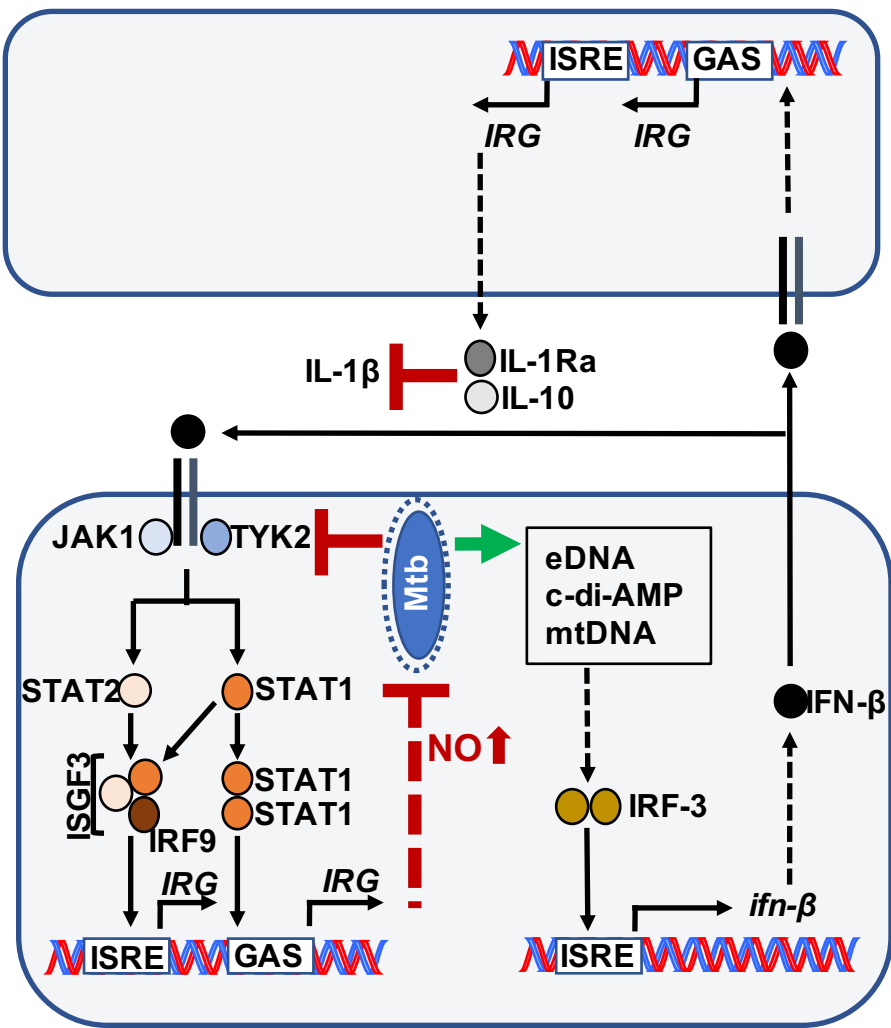 ISRE
GAS
IRG
IRG
IL-1β
IL-1Ra
IL-10
JAK1
TYK2
Mtb
eDNA
c-di-AMP
mtDNA
STAT2
STAT1
IFN-β
NO
ISGF3
STAT1
STAT1
IRF9
IRF-3
IRG
IRG
ifn-β
ISRE
GAS
ISRE